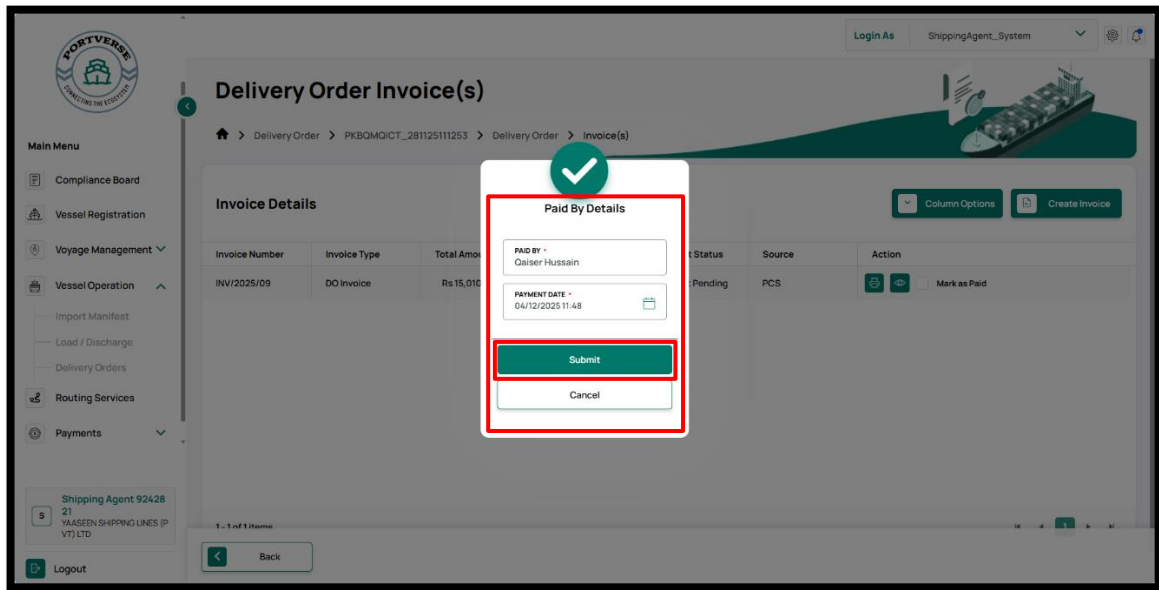 PORTVERSE
CONNECTING THE ECOSYSTEM
Login As
ShippingAgent_System
Delivery Order Invoice(s)
> Delivery Order > PKBQMQICT_281125111253 > Delivery Order > Invoice(s)
Main Menu
Compliance Board
Vessel Registration
Voyage Management
Vessel Operation
Import Manifest
Load / Discharge
Delivery Orders
Routing Services
Payments
Shipping Agent 92428
21
S
YAASEEN SHIPPING LINES (P
VT) LTD
Logout
Invoice Details
Column Options
Create Invoice
Invoice Number
Invoice Type
Total Amou
t Status
Source
Action
INV/2025/09
DO Invoice
Rs 15,010
Pending
PCS
Mark as Paid
Paid By Details
PAID BY *
Qaiser Hussain
PAYMENT DATE *
04/12/2025 11:48
Submit
Cancel
1 - 1 of 1 items
1
Back